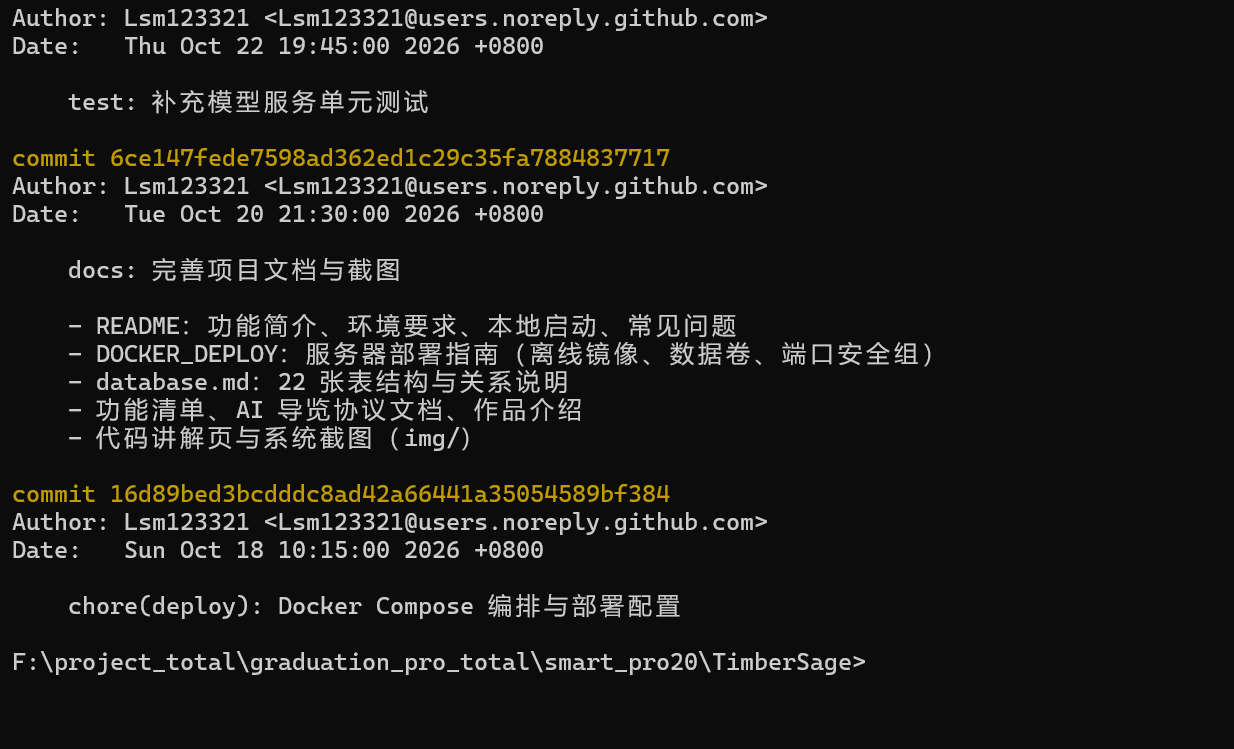 Author: Lsm123321 <Lsm123321@users.noreply.github.com>
Date:   Thu Oct 22 19:45:00 2026 +0800
test: 补充模型服务单元测试
commit 6ce147fede7598ad362ed1c29c35fa7884837717
Author: Lsm123321 <Lsm123321@users.noreply.github.com>
Date:   Tue Oct 20 21:30:00 2026 +0800
docs: 完善项目文档与截图
- README: 功能简介、环境要求、本地启动、常见问题
- DOCKER_DEPLOY: 服务器部署指南（离线镜像、数据卷、端口安全组）
- database.md: 22 张表结构与关系说明
- 功能清单、AI 导览协议文档、作品介绍
- 代码讲解页与系统截图（img/）
commit 16d89bed3bcdddc8ad42a66441a35054589bf384
Author: Lsm123321 <Lsm123321@users.noreply.github.com>
Date:   Sun Oct 18 10:15:00 2026 +0800
chore(deploy): Docker Compose 编排与部署配置
F:\project_total\graduation_pro_total\smart_pro20\TimberSage>